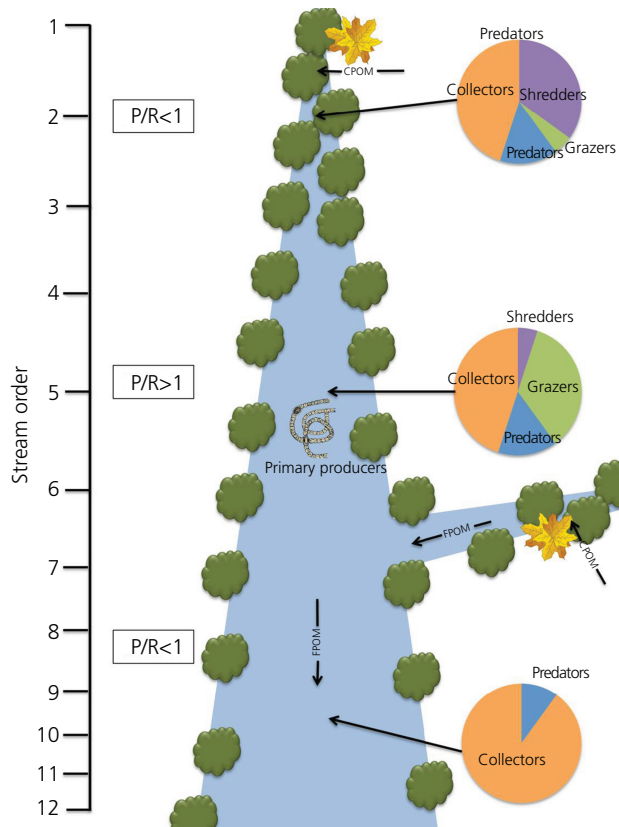 Stream order
1
2
3
4
5
6
7
8
9
10
11
12
P/R<1
P/R>1
P/R<1
CPOM
Predators
Collectors
Shredders
Predators
Grazers
Shredders
Collectors
Grazers
Predators
Primary producers
FPOM
CPOM
FPOM
Predators
Collectors